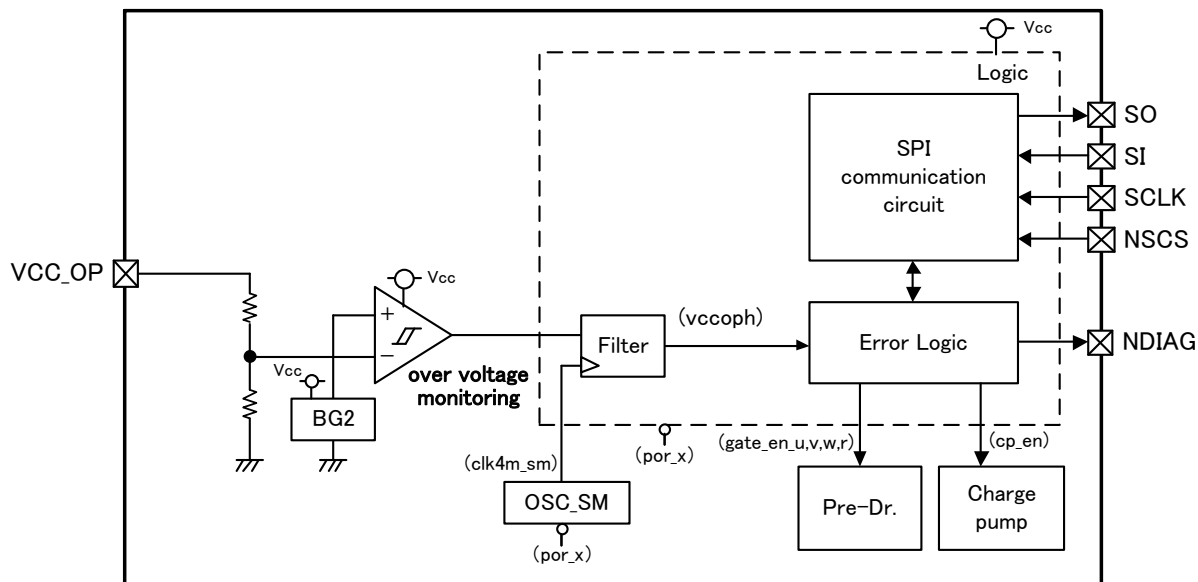 Vcc
Logic
SPI
communication
circuit
SO
SI
SCLK
NSCS
VCC_OP
Vcc
+
−
over voltage
monitoring
Vcc
BG2
Filter
(vccoph)
Error Logic
NDIAG
(clk4m_sm)
OSC_SM
(por_x)
(por_x)
(gate_en_u,v,w,r)
(cp_en)
Pre-Dr.
Charge
pump